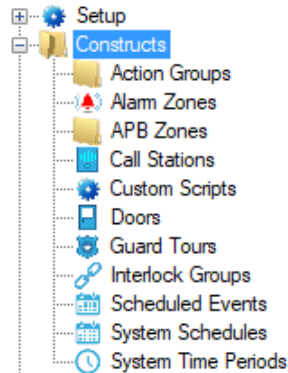 Setup
Constructs
Action Groups
Alarm Zones
APB Zones
Call Stations
Custom Scripts
Doors
Guard Tours
Interlock Groups
Scheduled Events
System Schedules
System Time Periods